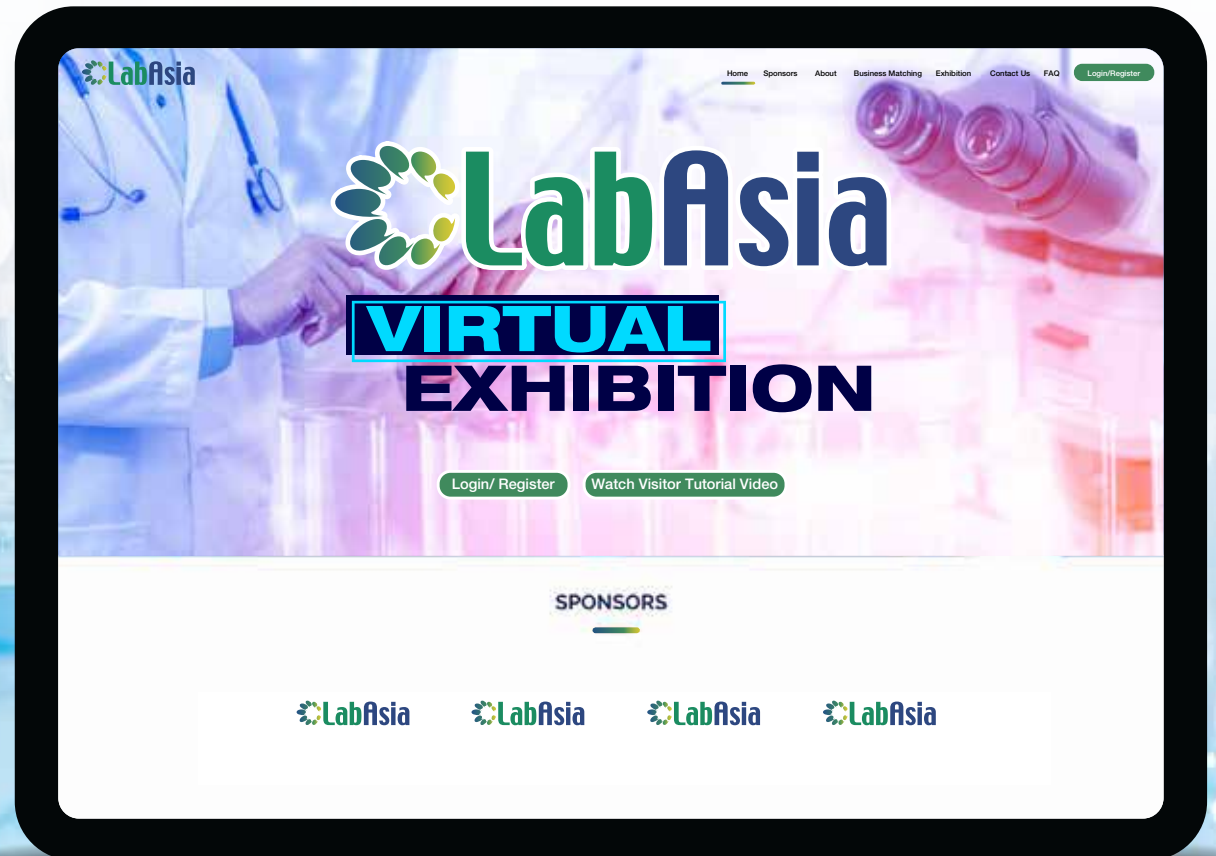 LabAsia
Home Sponsors About Business Matching Exhibition Contact Us FAQ Login/Register
LabAsia
VIRTUAL
EXHIBITION
Login/ Register Watch Visitor Tutorial Video
SPONSORS
LabAsia LabAsia LabAsia LabAsia